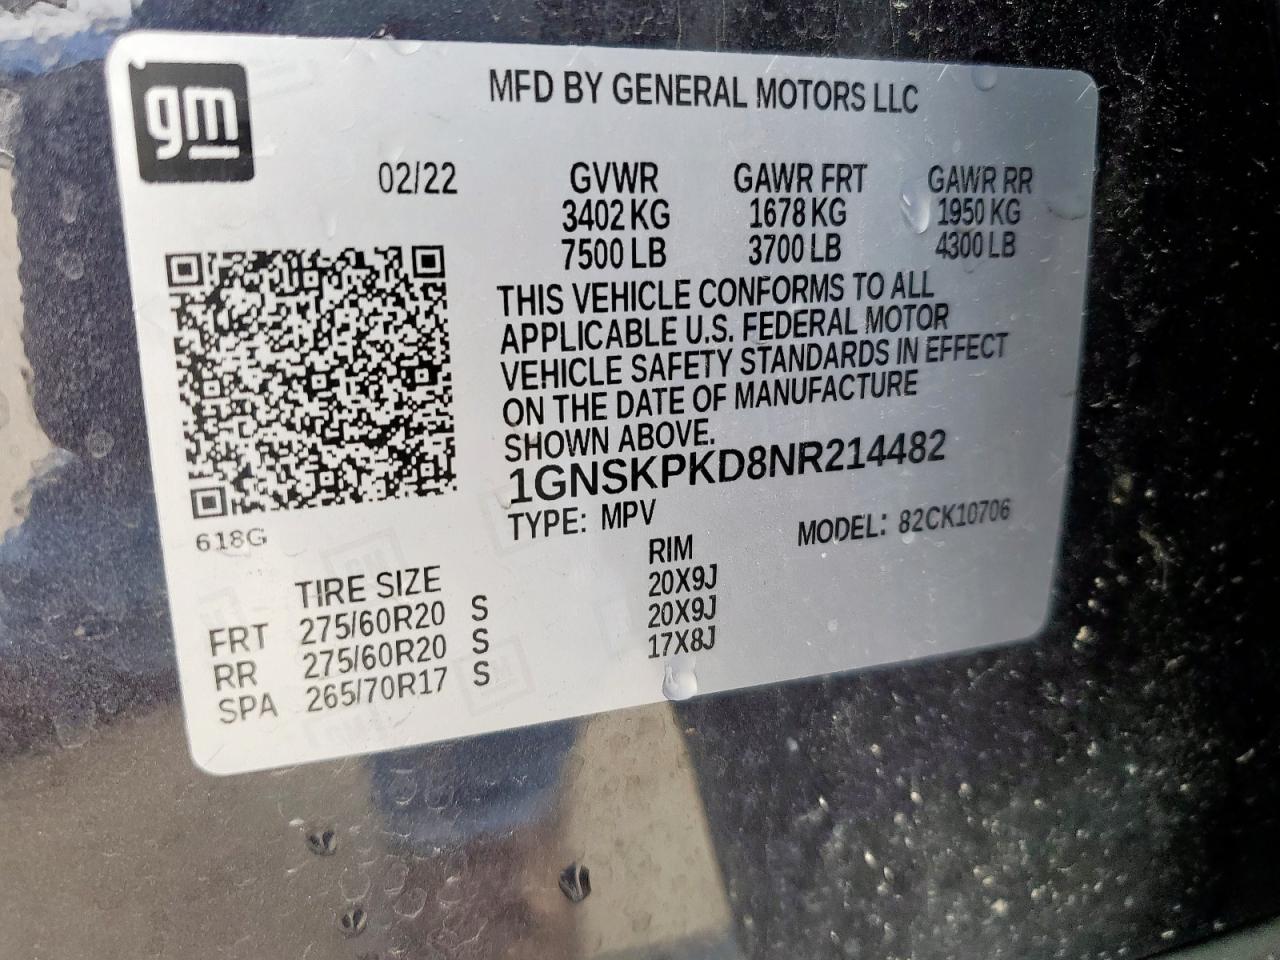 gm
MFD BY GENERAL MOTORS LLC
02/22 GVWR GAWR FRT GAWR RR
3402 KG 1678 KG 1950 KG
7500 LB 3700 LB 4300 LB
THIS VEHICLE CONFORMS TO ALL
APPLICABLE U.S. FEDERAL MOTOR
VEHICLE SAFETY STANDARDS IN EFFECT
ON THE DATE OF MANUFACTURE
SHOWN ABOVE.
1GNSKPKD8NR214482
TYPE: MPV MODEL: 82CK10706
618G
TIRE SIZE RIM
FRT 275/60R20 S 20X9J
RR 275/60R20 S 20X9J
SPA 265/70R17 S 17X8J